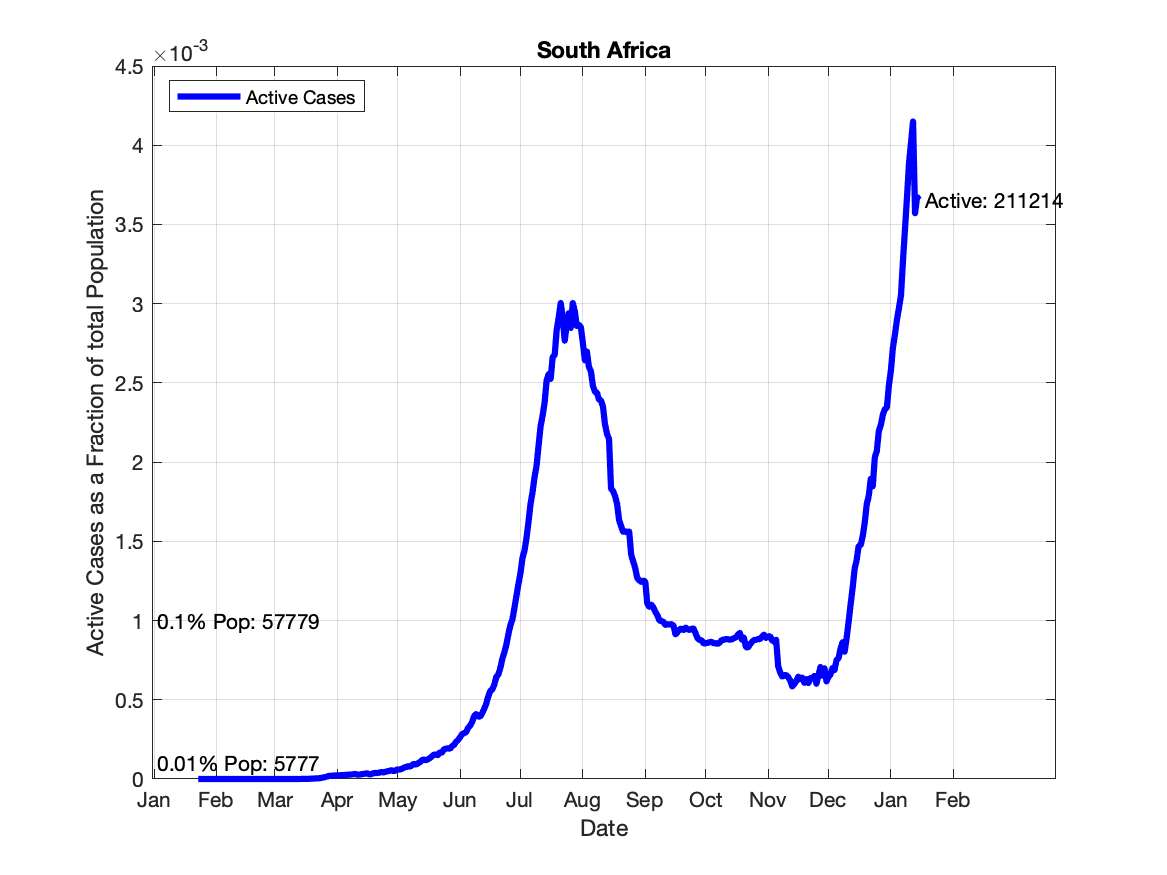 South Africa
×10-3
4.5
4
3.5
3
2.5
2
1.5
1
0.5
0
Active Cases as a Fraction of total Population
Active Cases
Active: 211214
0.1% Pop: 57779
0.01% Pop: 5777
Jan Feb Mar Apr May Jun Jul Aug Sep Oct Nov Dec Jan Feb
Date